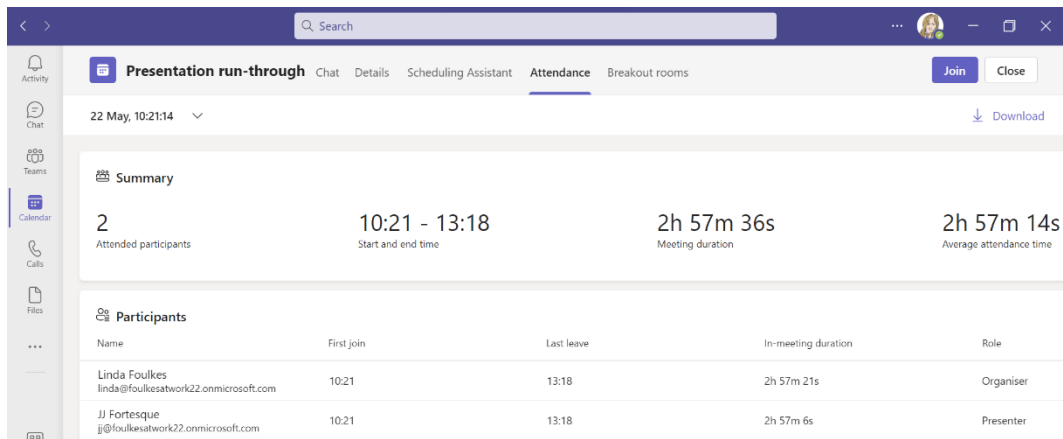 Search
Activity
Chat
Teams
Calendar
Calls
Files
Presentation run-through Chat Details Scheduling Assistant Attendance Breakout rooms Join Close
22 May, 10:21:14 Download
Summary
2 10:21 - 13:18 2h 57m 36s 2h 57m 14s
Attended participants Start and end time Meeting duration Average attendance time
Participants
Name First join Last leave In-meeting duration Role
Linda Foulkes
linda@foulkesatwork22.onmicrosoft.com 10:21 13:18 2h 57m 21s Organiser
JJ Fortesque
jj@foulkesatwork22.onmicrosoft.com 10:21 13:18 2h 57m 6s Presenter